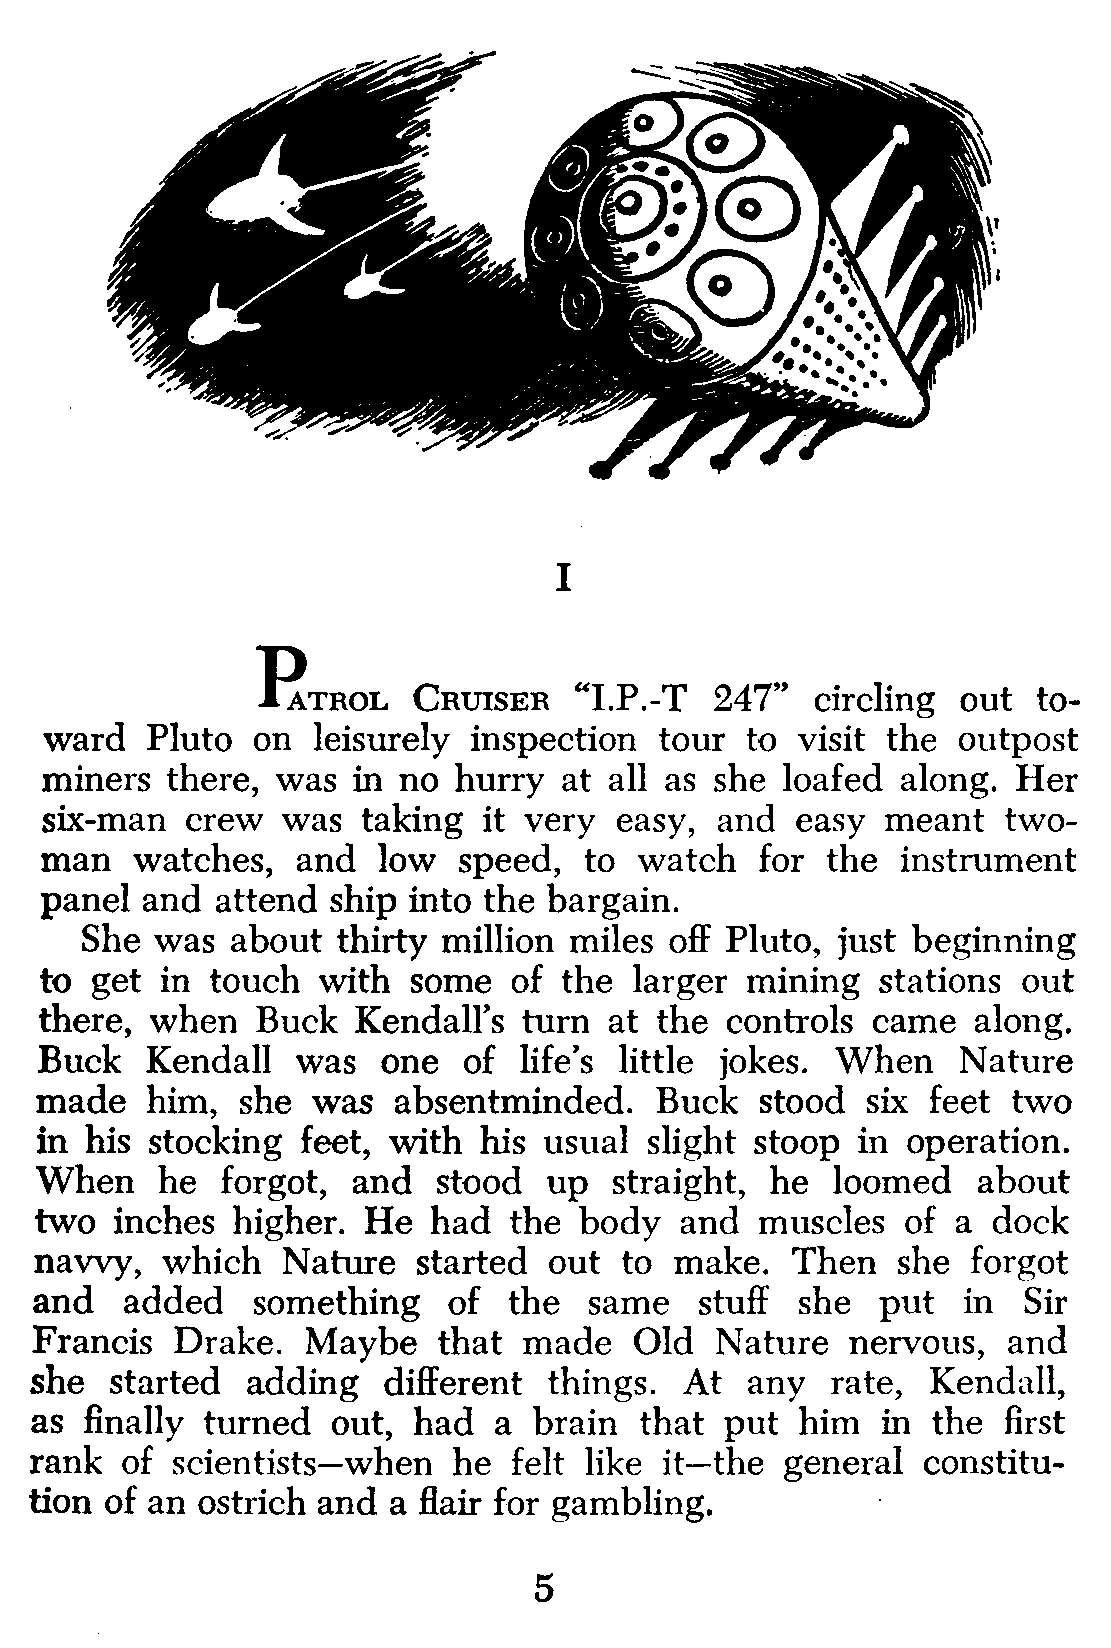 I
PATROL CRUISER “I.P.-T 247” circling out to-
ward Pluto on leisurely inspection tour to visit the outpost
miners there, was in no hurry at all as she loafed along. Her
six-man crew was taking it very easy, and easy meant two-
man watches, and low speed, to watch for the instrument
panel and attend ship into the bargain.
She was about thirty million miles off Pluto, just beginning
to get in touch with some of the larger mining stations out
there, when Buck Kendall’s turn at the controls came along.
Buck Kendall was one of life’s little jokes. When Nature
made him, she was absentminded. Buck stood six feet two
in his stocking feet, with his usual slight stoop in operation.
When he forgot, and stood up straight, he loomed about
two inches higher. He had the body and muscles of a dock
navvy, which Nature started out to make. Then she forgot
and added something of the same stuff she put in Sir
Francis Drake. Maybe that made Old Nature nervous, and
she started adding different things. At any rate, Kendall,
as finally turned out, had a brain that put him in the first
rank of scientists—when he felt like it—the general constitu-
tion of an ostrich and a flair for gambling.
5